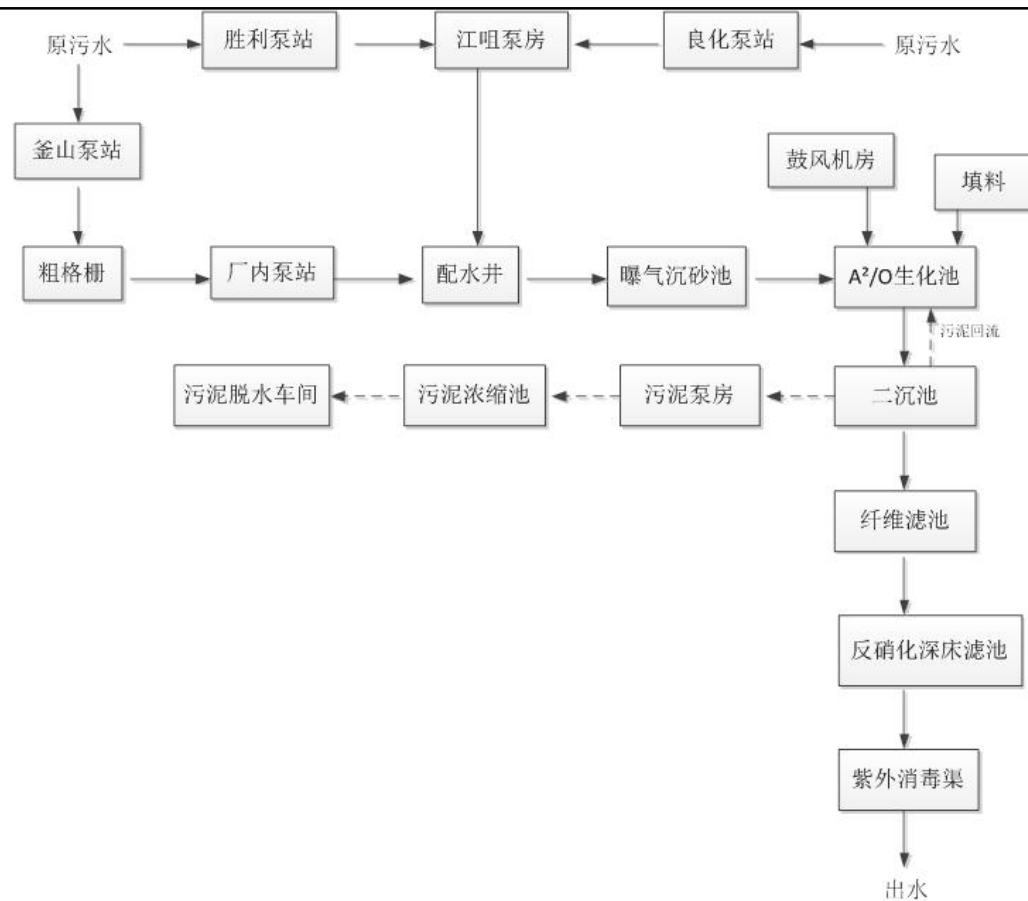 原污水
胜利泵站
江咀泵房
良化泵站
原污水
釜山泵站
鼓风机房
填料
粗格栅
厂内泵站
配水井
曝气沉砂池
A²/O生化池
污泥回流
污泥脱水车间
污泥浓缩池
污泥泵房
二沉池
纤维滤池
反硝化深床滤池
紫外消毒渠
出水